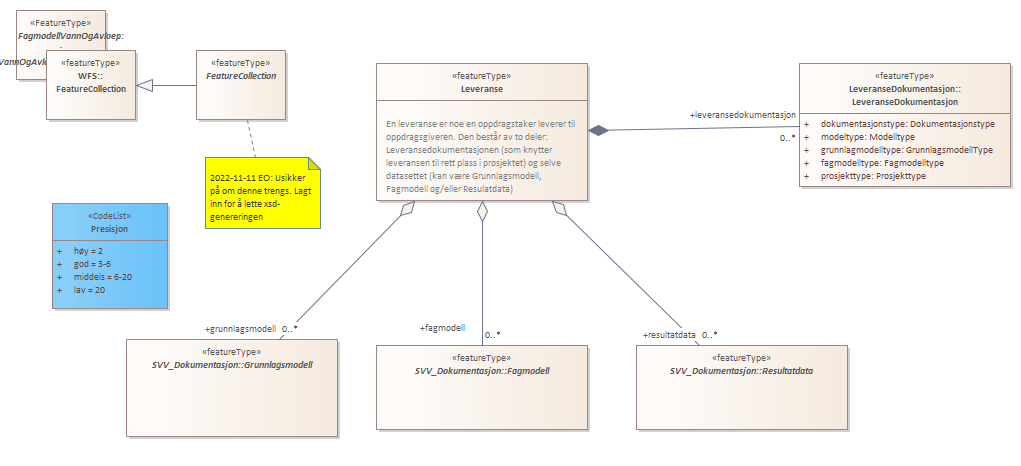 «FeatureType»
FagmodellVannOgAvloep:
:
«featureType»
WFS::
FeatureCollection
«featureType»
FeatureCollection
2022-11-11 EO: Usikker
på om denne trengs. Lagt
inn for å lette xsd-
genereringen
«CodeList»
Presisjon
+ høy = 2
+ god = 3-6
+ middels = 6-20
+ lav = 20
«featureType»
Leveranse
En leveranse er noe en oppdragstaker leverer til
oppdragsgiveren. Den består av to deler:
Leveransedokumentasjonen (som knytter
leveransen til rett plass i prosjektet) og selve
datasettet (kan være Grunnlagsmodell,
Fagmodell og/eller Resulatdata)
+leveransedokumentasjon
0..*
«featureType»
LeveranseDokumentasjon::
LeveranseDokumentasjon
+ dokumentasjonstype: Dokumentasjonstype
+ modeltype: Modelltype
+ grunnlagmodelltype: GrunnlagsmodellType
+ fagmodelltype: Fagmodelltype
+ prosjekttype: Prosjekttype
+grunnlagsmodell 0..*
+fagmodell
0..*
+resultatdata 0..*
«featureType»
SVV_Dokumentasjon::Grunnlagsmodell
«featureType»
SVV_Dokumentasjon::Fagmodell
«featureType»
SVV_Dokumentasjon::Resultatdata